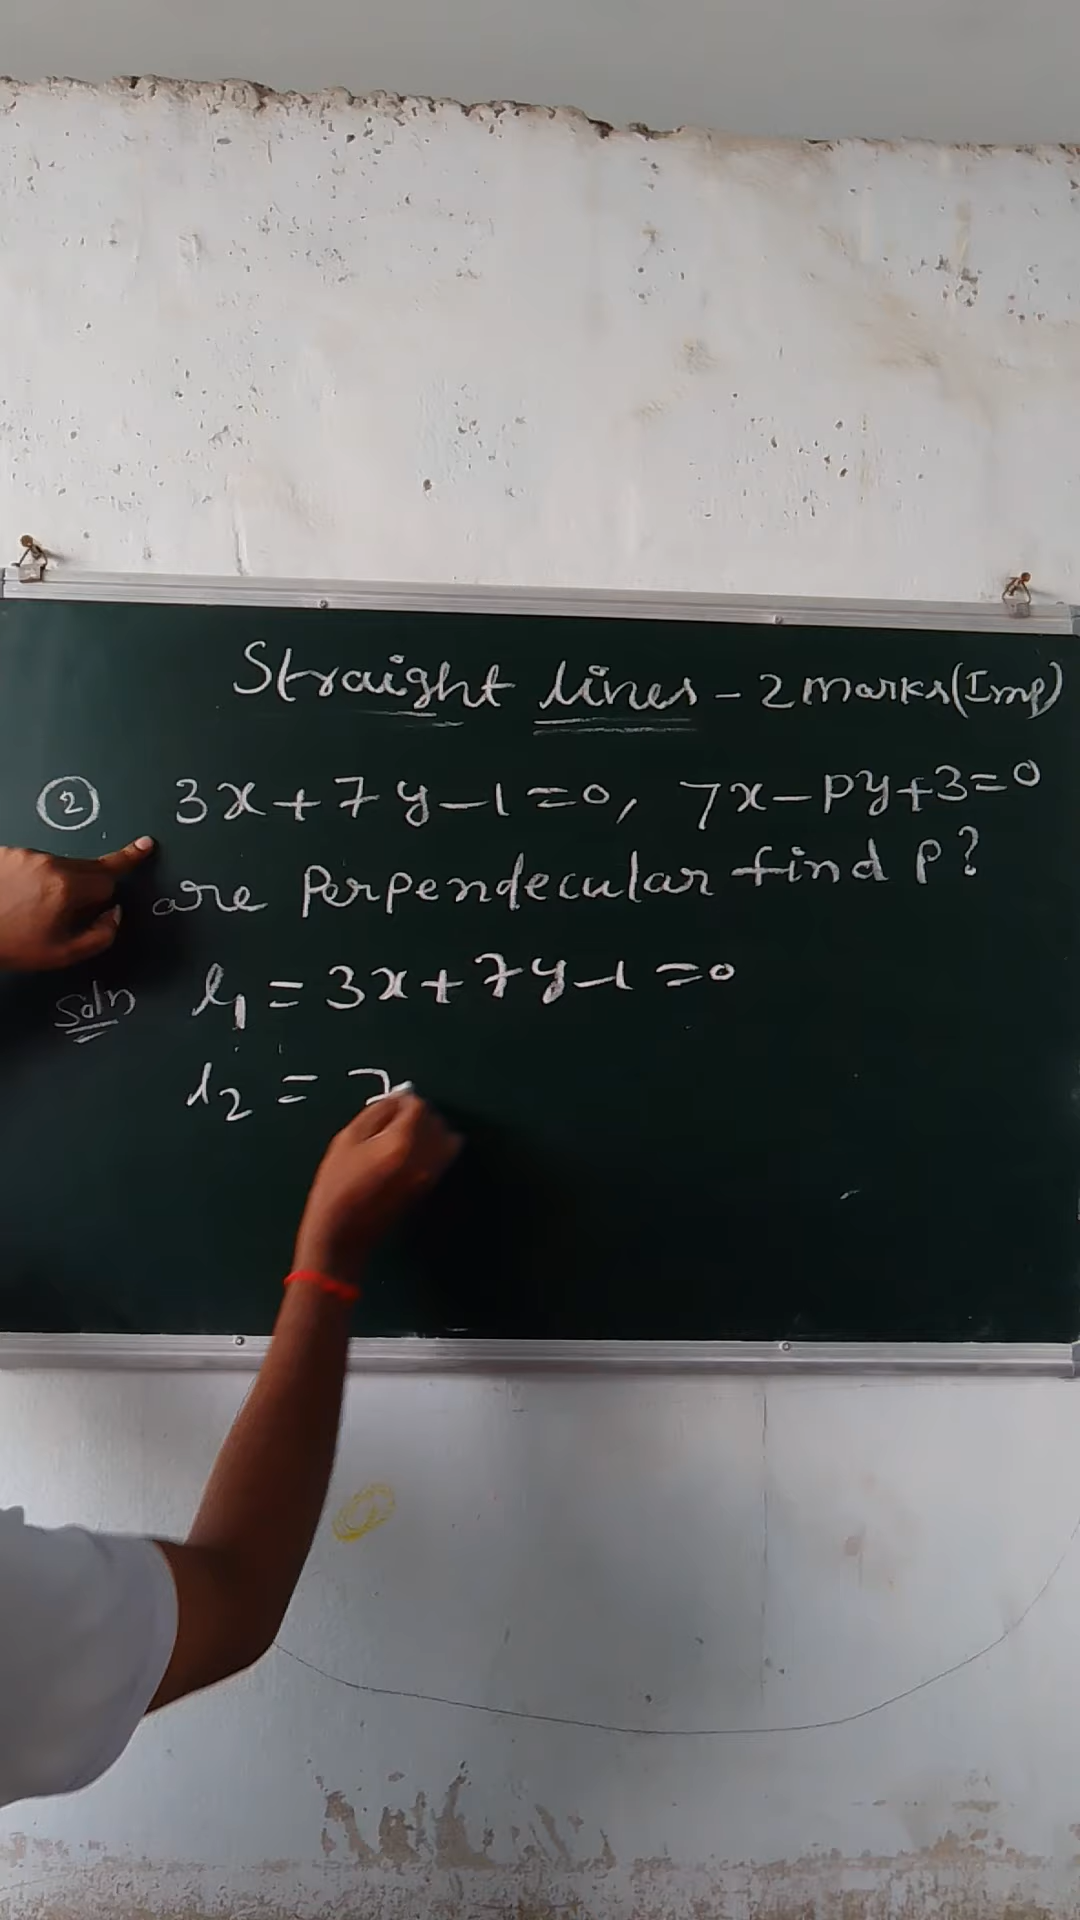 Straight lines - 2 marks (Imp)
② 3x+7y-1=0, 7x-Py+3=0
are Perpendecular find P?
Soln l₁ = 3x+7y-1=0
l₂ = 7